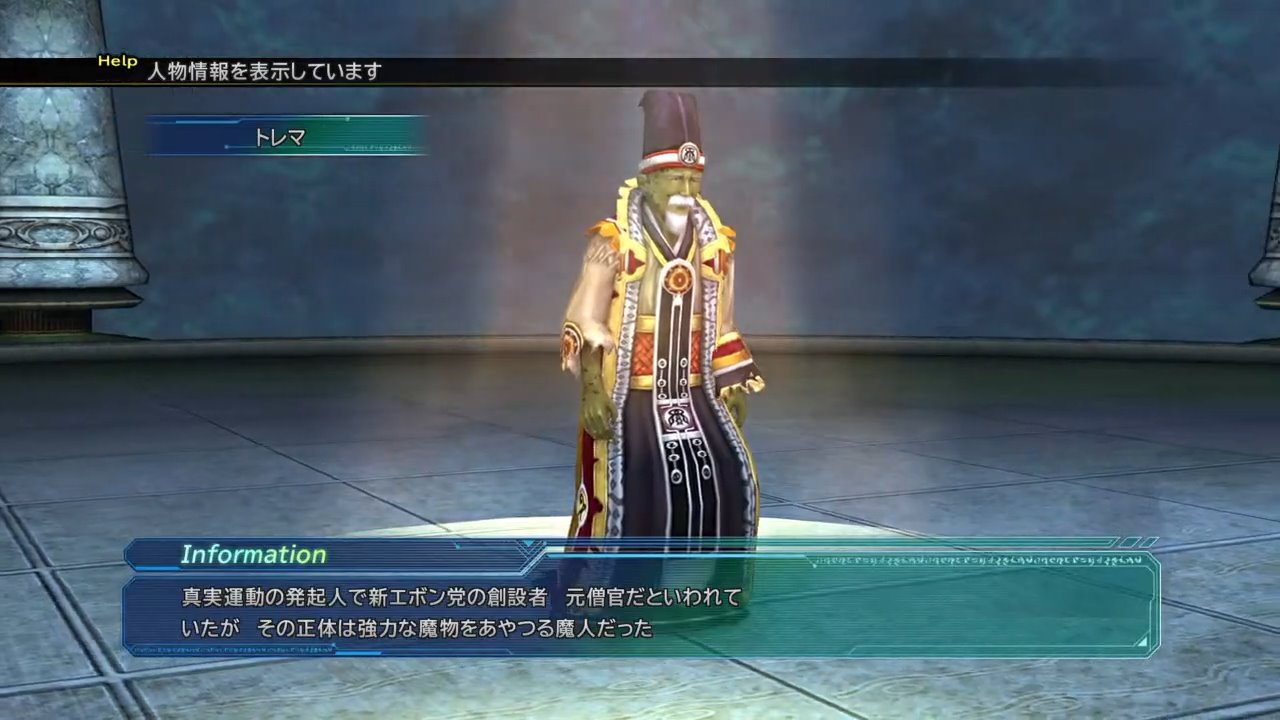 Help
人物情報を表示しています
トレマ
Information
真実運動の発起人で新エボン党の創設者　元僧官だといわれて
いたが　その正体は強力な魔物をあやつる魔人だった